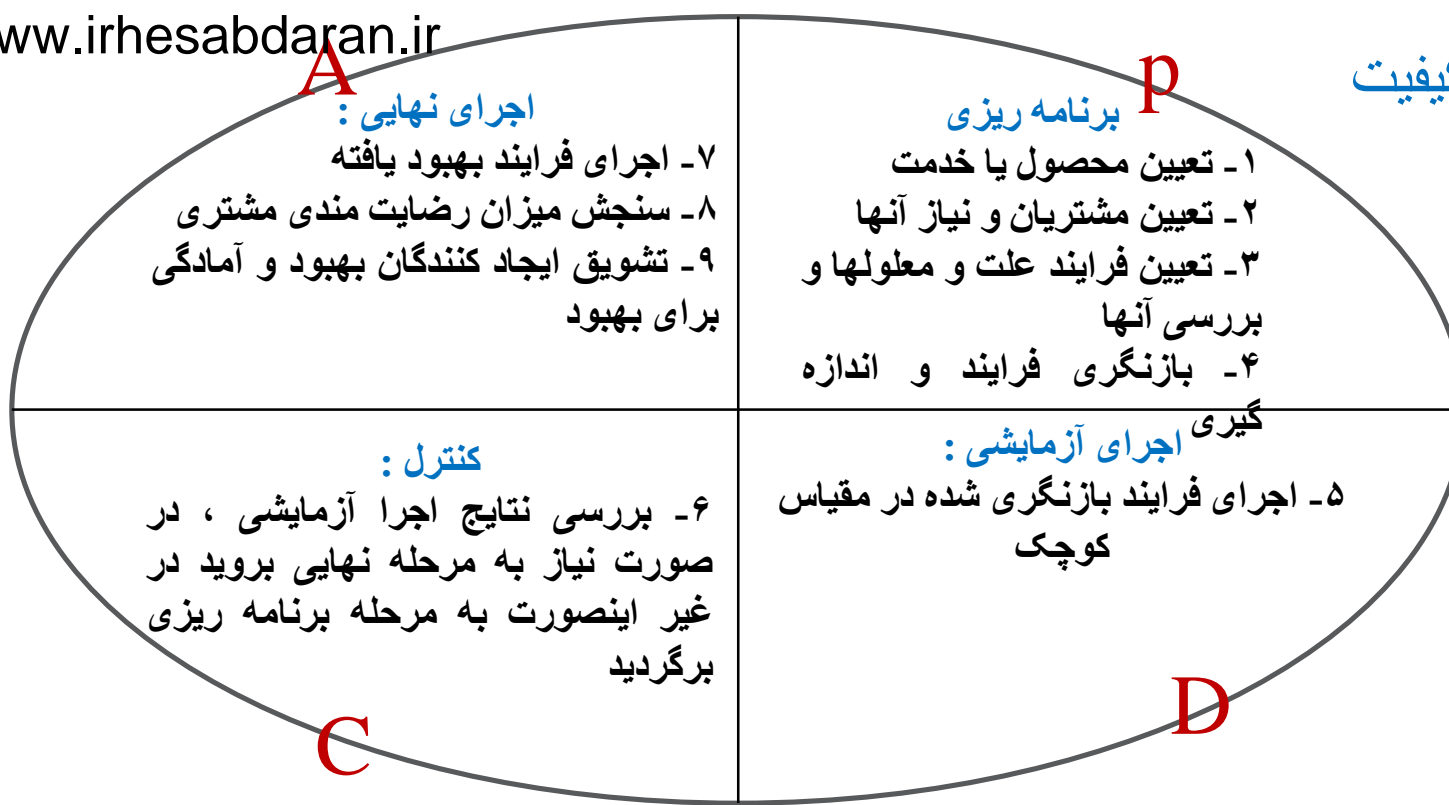 ww.irhesabdaran.ir
کیفیت
p
برنامه ریزی
۱- تعیین محصول یا خدمت
۲- تعیین مشتریان و نیاز آنها
۳- تعیین فرایند علت و معلولها و
بررسی آنها
۴- بازنگری فرایند و اندازه
گیری
D
اجرای آزمایشی :
۵- اجرای فرایند بازنگری شده در مقیاس
کوچک
C
کنترل :
۶- بررسی نتایج اجرا آزمایشی ، در
صورت نیاز به مرحله نهایی بروید در
غیر اینصورت به مرحله برنامه ریزی
برگردید
A
اجرای نهایی :
۷- اجرای فرایند بهبود یافته
۸- سنجش میزان رضایت مندی مشتری
۹- تشویق ایجاد کنندگان بهبود و آمادگی
برای بهبود